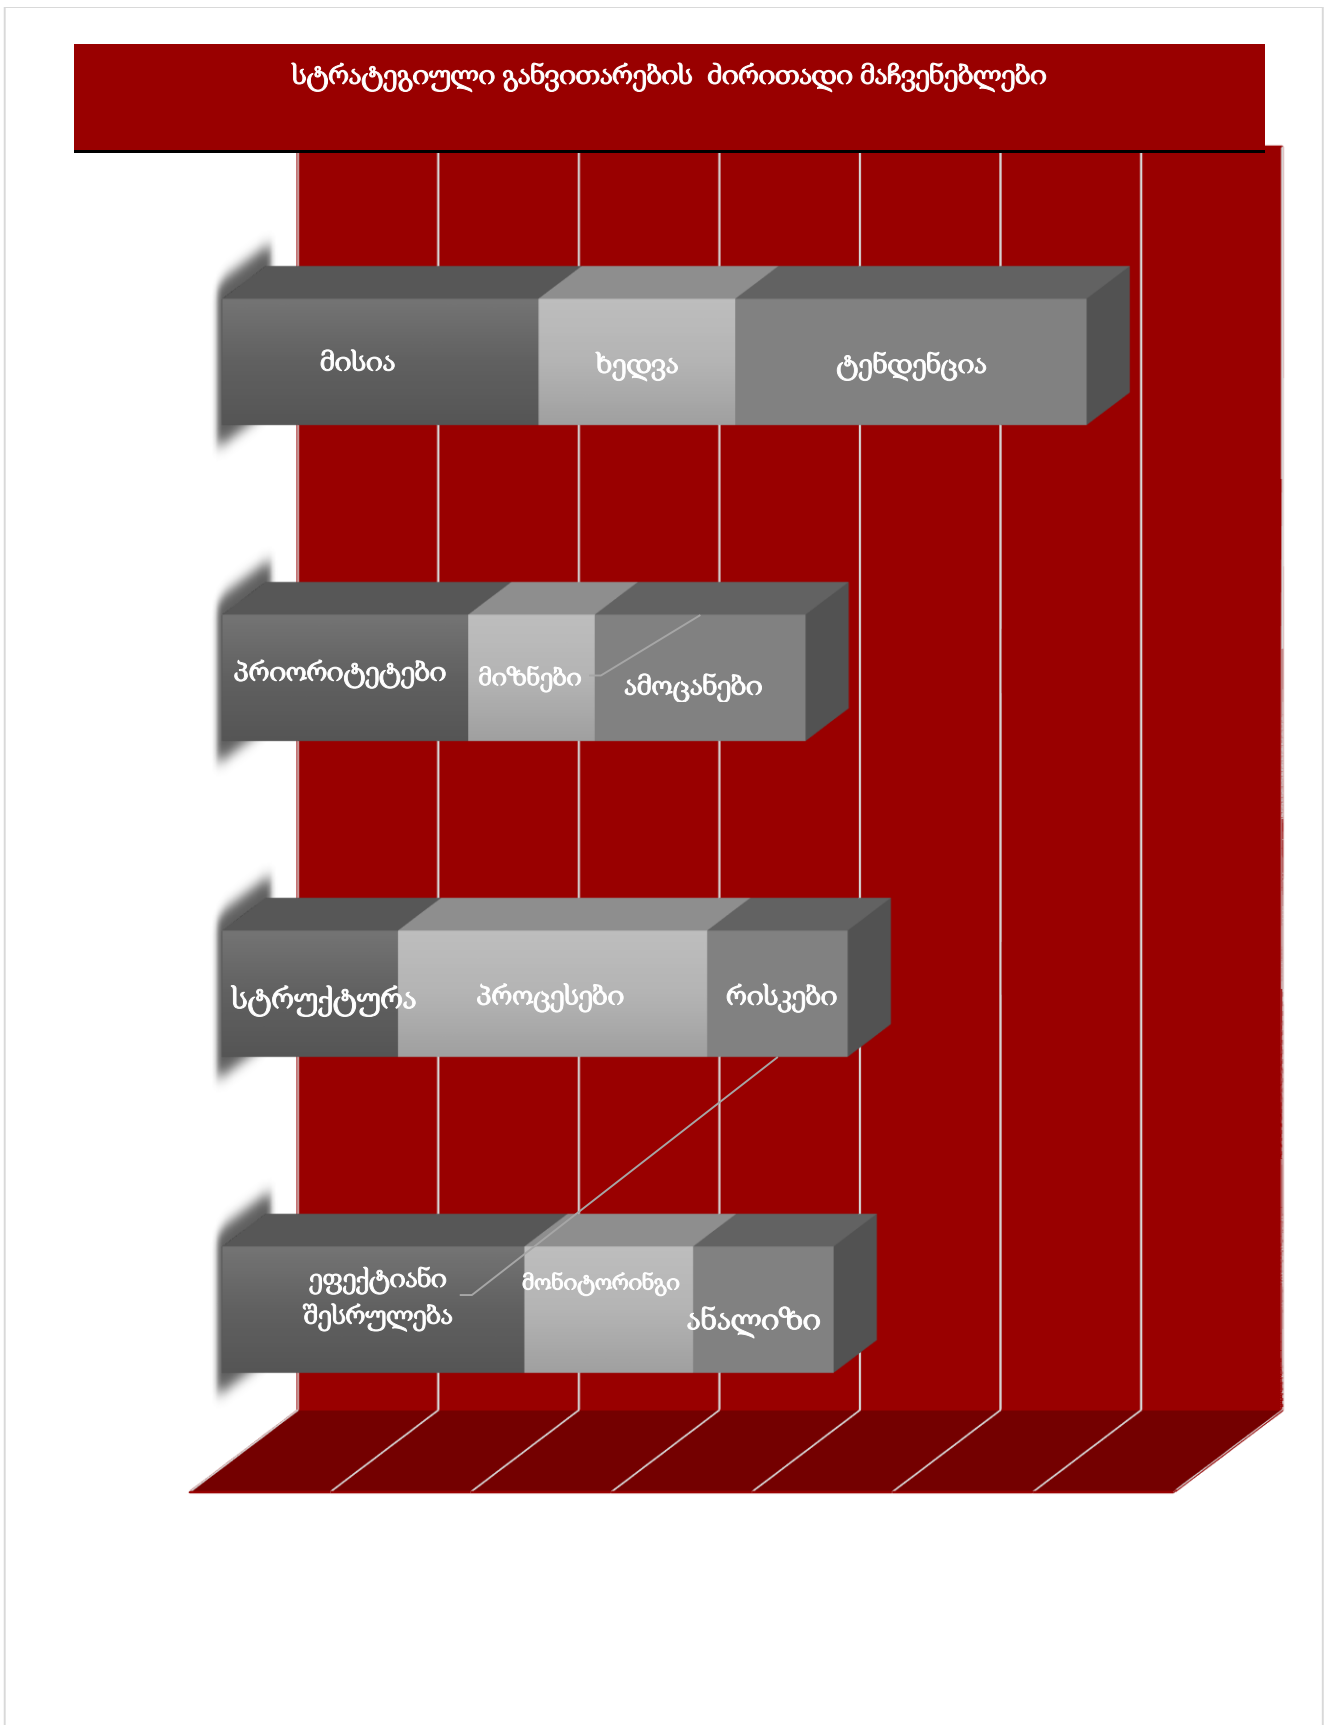 სტრატეგიული განვითარების  ძირითადი მაჩვენებლები
მისია
ხედვა
ტენდენცია
პრიორიტეტები
მიზნები
ამოცანები
სტრუქტურა
პროცესები
რისკები
ეფექტიანი
შესრულება
მონიტორინგი
ანალიზი